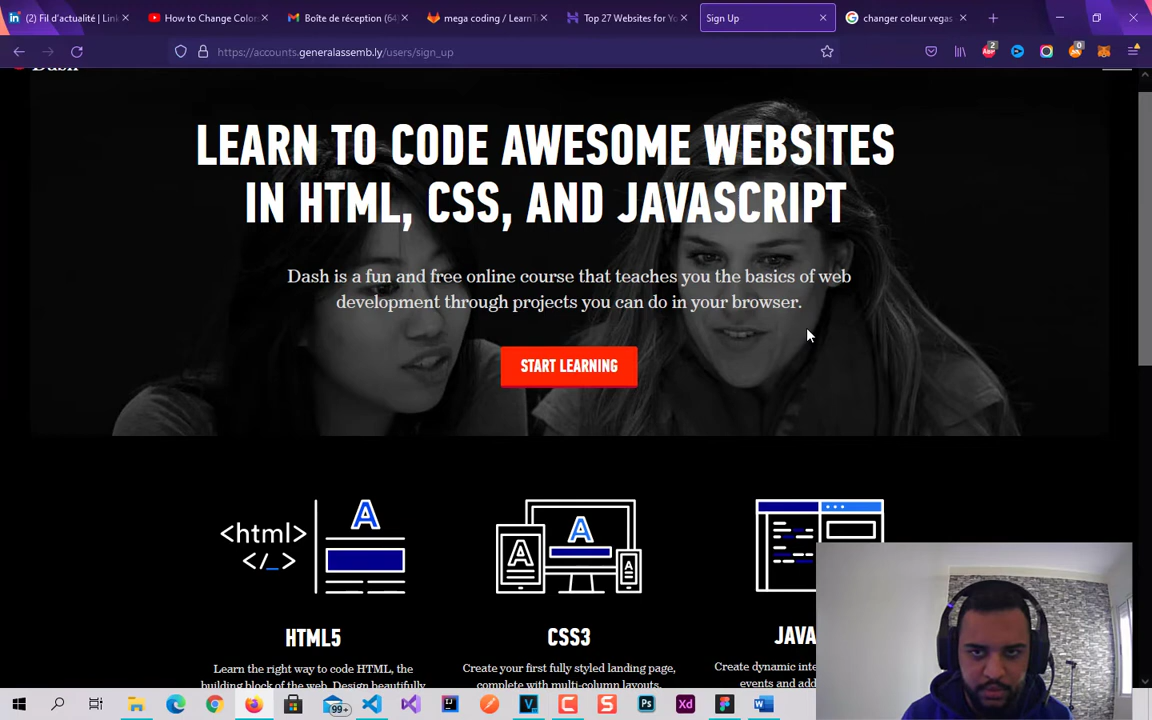 (2) Fil d'actualité | Link
How to Change Color
Boîte de réception (64
mega coding / LearnT
Top 27 Websites for Yo
Sign Up
changer coleur vegas
https://accounts.generalassemb.ly/users/sign_up
2
0
Dash
LEARN TO CODE AWESOME WEBSITES
IN HTML, CSS, AND JAVASCRIPT
Dash is a fun and free online course that teaches you the basics of web
development through projects you can do in your browser.
START LEARNING
<html>
</_>
A
A
A
A
HTML5
CSS3
JAVA
Learn the right way to code HTML, the
building block of the web. Design beautifully
Create your first fully styled landing page,
complete with multi-column layouts,
Create dynamic inte
events and add
99+